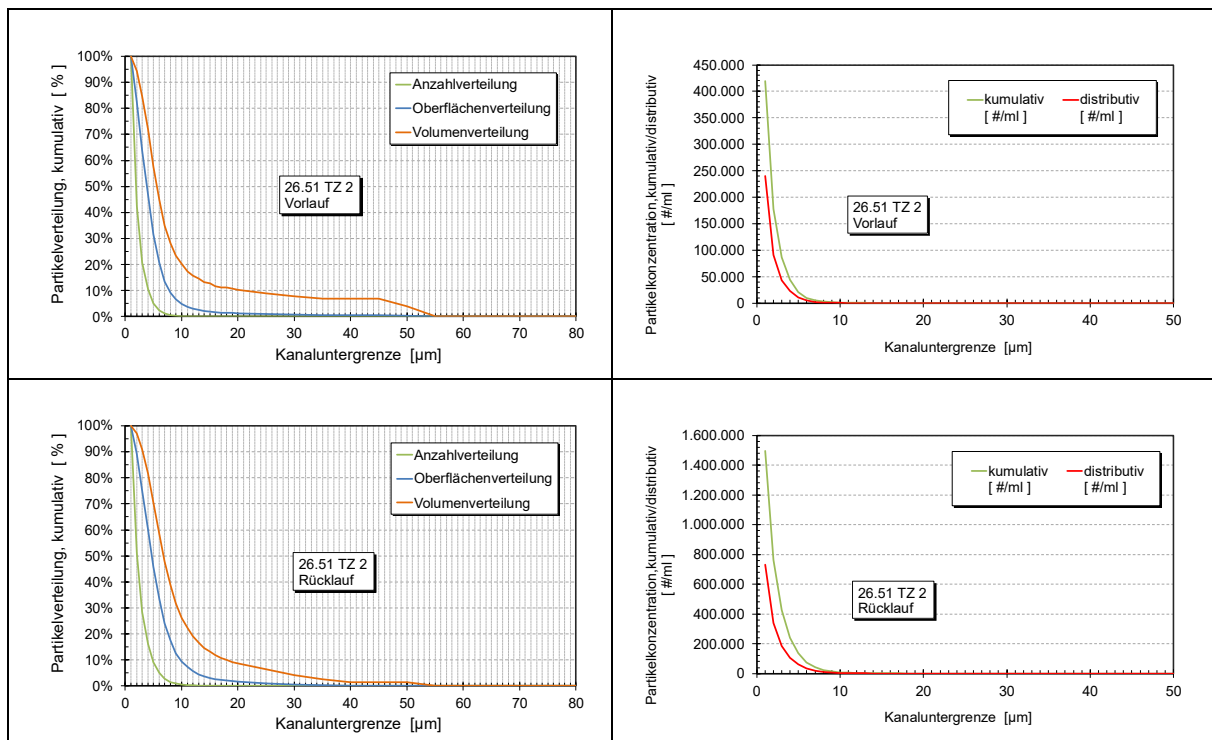 Partikelverteilung, kumulativ [ % ]
100%
90%
80%
70%
60%
50%
40%
30%
20%
10%
0%
Anzahlverteilung
Oberflächenverteilung
Volumenverteilung
26.51 TZ 2
Vorlauf
0 10 20 30 40 50 60 70 80
Kanaluntergrenze [µm]
Partikelkonzentration,kumulativ/distributiv
[ #/ml ]
450.000
400.000
350.000
300.000
250.000
200.000
150.000
100.000
50.000
0
kumulativ
[ #/ml ]
distributiv
[ #/ml ]
26.51 TZ 2
Vorlauf
0 10 20 30 40 50
Kanaluntergrenze [µm]
Partikelverteilung, kumulativ [ % ]
100%
90%
80%
70%
60%
50%
40%
30%
20%
10%
0%
Anzahlverteilung
Oberflächenverteilung
Volumenverteilung
26.51 TZ 2
Rücklauf
0 10 20 30 40 50 60 70 80
Kanaluntergrenze [µm]
Partikelkonzentration,kumulativ/distributiv
[ #/ml ]
1.600.000
1.400.000
1.200.000
1.000.000
800.000
600.000
400.000
200.000
0
kumulativ
[ #/ml ]
distributiv
[ #/ml ]
26.51 TZ 2
Rücklauf
0 10 20 30 40 50
Kanaluntergrenze [µm]